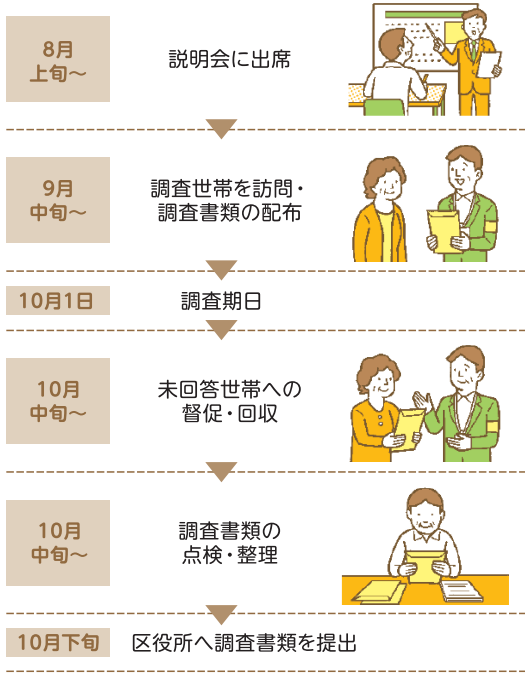 8月
上旬～
説明会に出席
9月
中旬～
調査世帯を訪問・
調査書類の配布
10月1日
調査期日
10月
中旬～
未回答世帯への
督促・回収
10月
中旬～
調査書類の
点検・整理
10月下旬
区役所へ調査書類を提出